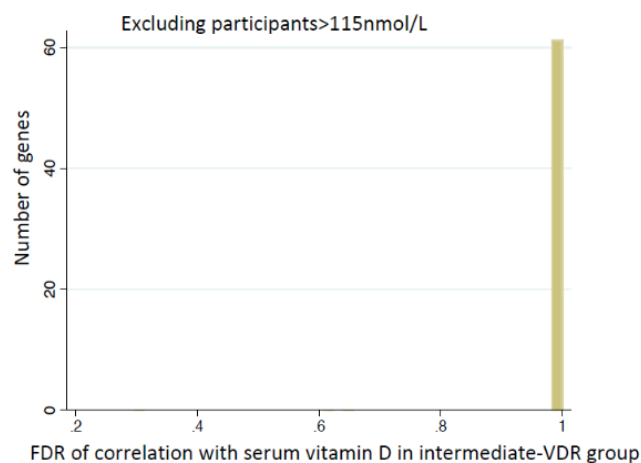 Excluding participants>115nmol/L
Number of genes
60
40
20
0
.2 .4 .6 .8 1
FDR of correlation with serum vitamin D in intermediate-VDR group